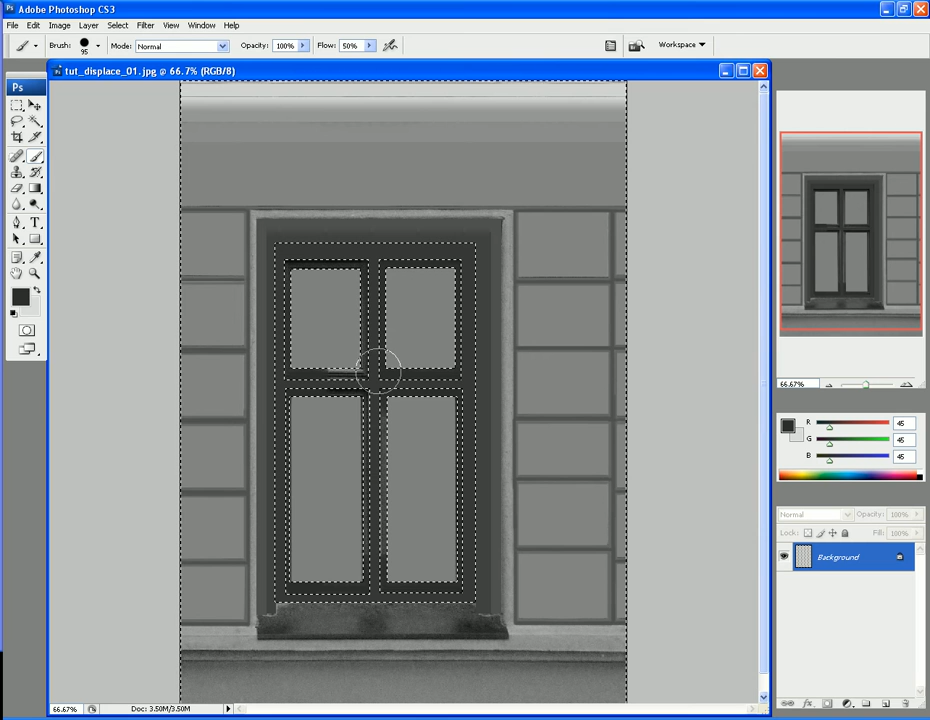 Ps Adobe Photoshop CS3
File Edit Image Layer Select Filter View Window Help
Brush: 95 Mode: Normal Opacity: 100% Flow: 50% Workspace
tut_displace_01.jpg @ 66.7% (RGB/8)
Ps
T
66.67%
R 45
G 45
B 45
Normal Opacity: 100%
Lock: Fill: 100%
Background
66.67% Doc: 3.50M/3.50M